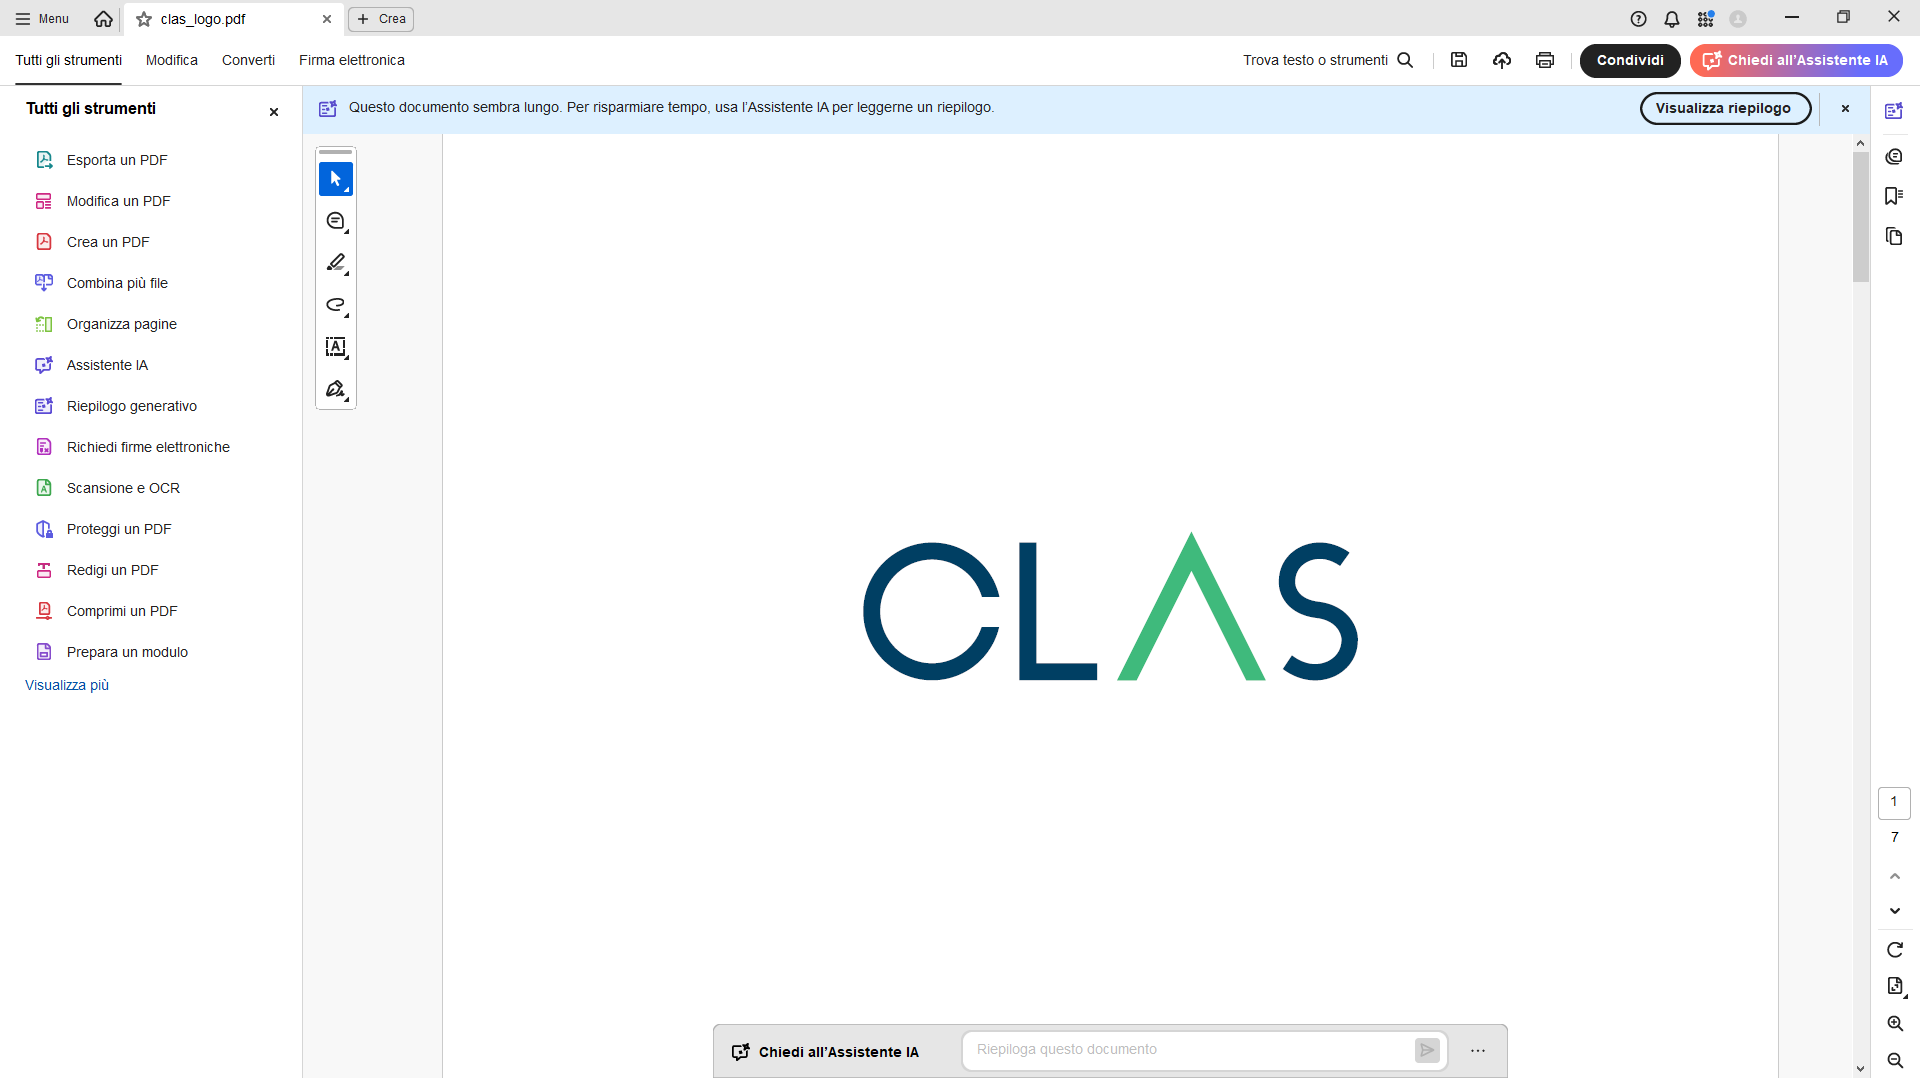 Menu
clas_logo.pdf
Crea
Tutti gli strumenti
Modifica
Converti
Firma elettronica
Trova testo o strumenti
Condividi
Chiedi all'Assistente IA
Tutti gli strumenti
Questo documento sembra lungo. Per risparmiare tempo, usa l'Assistente IA per leggerne un riepilogo.
Visualizza riepilogo
Esporta un PDF
Modifica un PDF
Crea un PDF
Combina più file
Organizza pagine
Assistente IA
Riepilogo generativo
Richiedi firme elettroniche
Scansione e OCR
Proteggi un PDF
Redigi un PDF
Comprimi un PDF
Prepara un modulo
Visualizza più
CLAS
1
7
Chiedi all'Assistente IA
Riepiloga questo documento